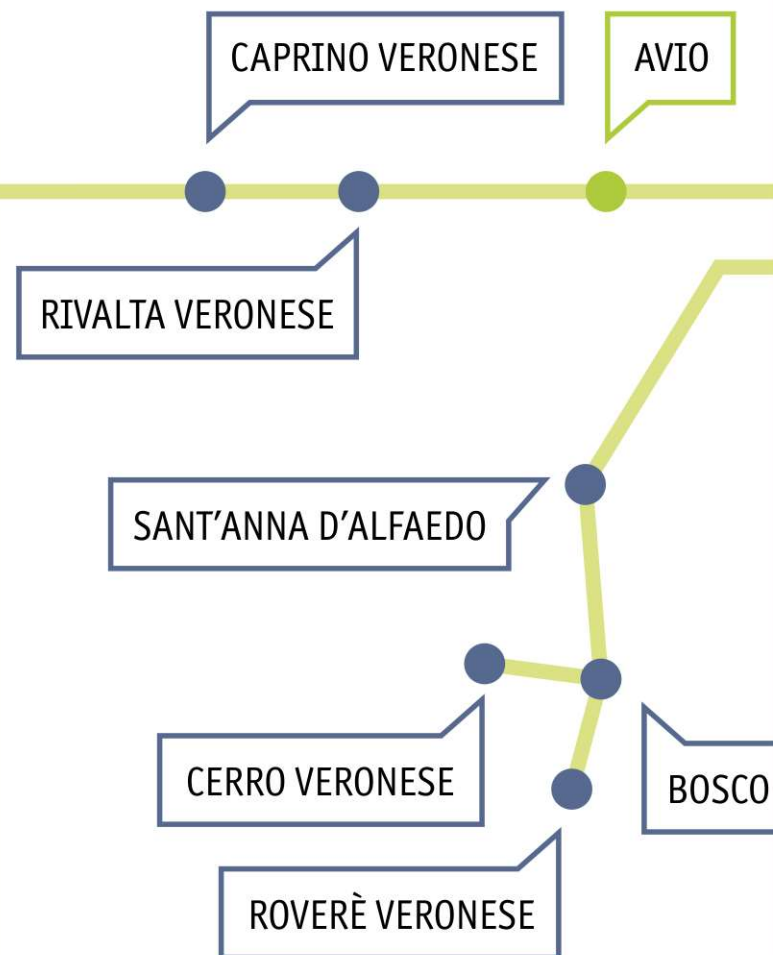 CAPRINO VERONESE
AVIO
RIVALTA VERONESE
SANT’ANNA D’ALFAEDO
CERRO VERONESE
BOSCO
ROVERÈ VERONESE